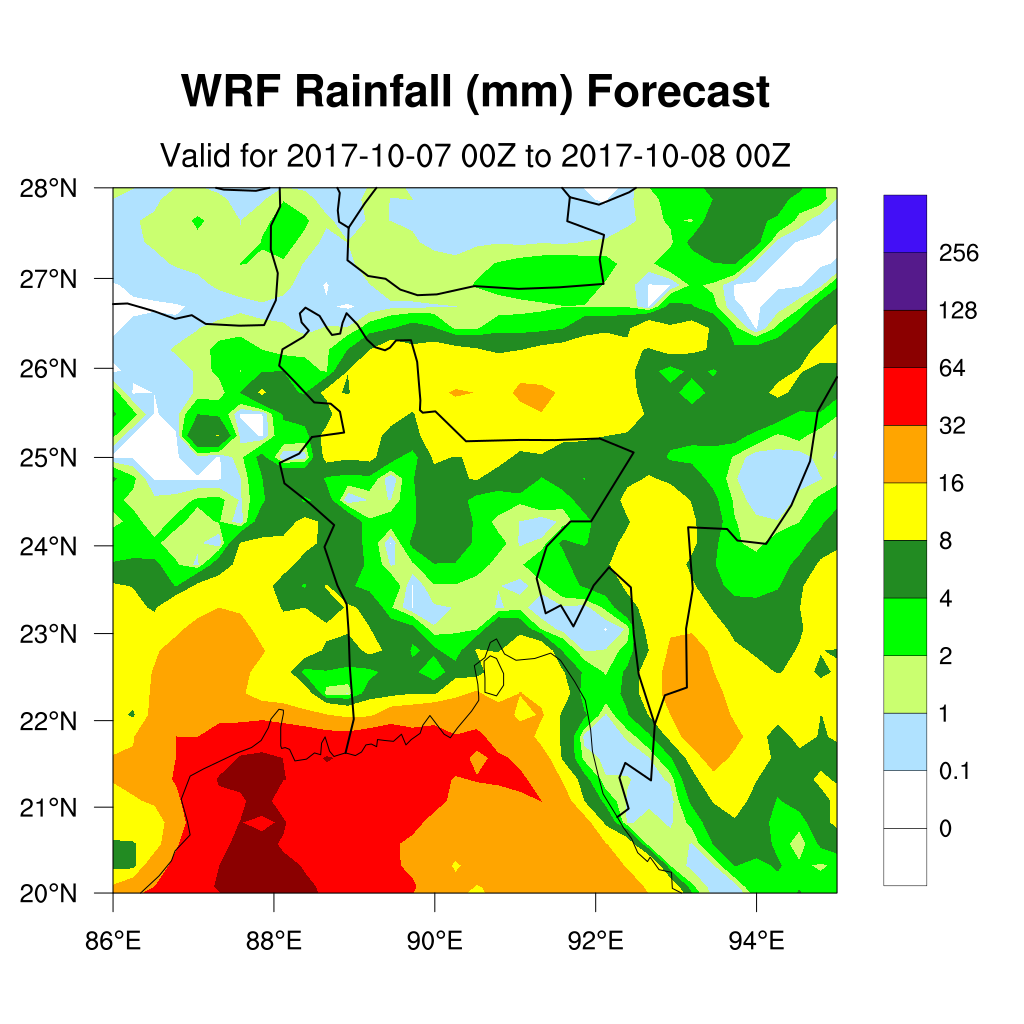 WRF Rainfall (mm) Forecast
Valid for 2017-10-07 00Z to 2017-10-08 00Z
28°N
27°N
26°N
25°N
24°N
23°N
22°N
21°N
20°N
86°E 88°E 90°E 92°E 94°E
256
128
64
32
16
8
4
2
1
0.1
0